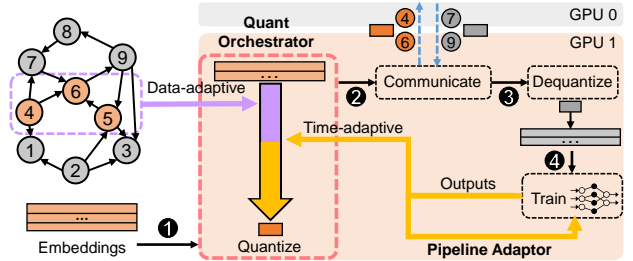 8
7
9
6
4
5
1
2
3
Data-adaptive
...
Embeddings
1
Quant
Orchestrator
...
Quantize
4
6
7
9
GPU 0
GPU 1
2
Communicate
3
Dequantize
...
4
Time-adaptive
Outputs
Train
Pipeline Adaptor